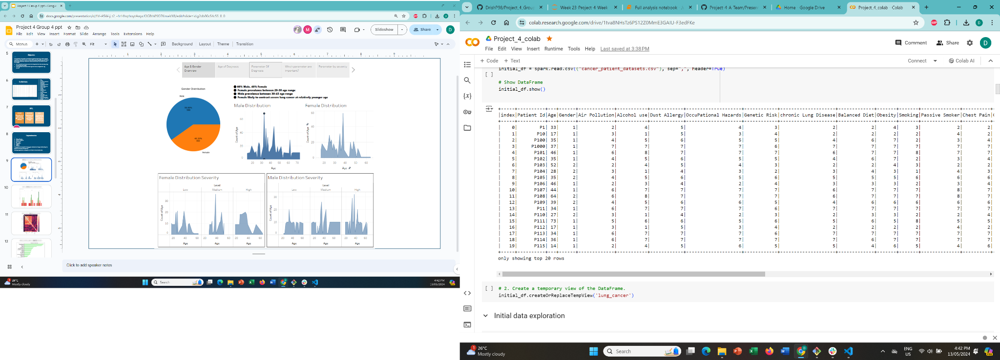 Project 4 Group 4 ppt - Google
docs.google.com/presentation/d/
Project 4 Group 4 ppt
File Edit View Insert Format Slide Arrange Tools Extensions Help
Slideshow
Share
D
M
Menus
Fit
Background Layout Theme Transition
Age & Gender Overview
Age of Diagnosis
Parameter Of Diagnosis
Which parameter are important?
Parameter by severity
Gender Distribution
Male
Female
60% Male, 40% Female
Female prevalence between 20-30 age range
Male prevalence between 30-45 age range
Female likely to contract severe lung cancer at relatively younger age
Male Distribution
Female Distribution
Count of Age
Age
20 30 40 50 60 70
Count of Age
Age
20 30 40 50 60
Female Distribution Severity
Level
Low Medium High
Count of Age
Age Age Age
Male Distribution Severity
Level
Low Medium High
Count of Age
Age Age Age
5
Objective
6
7
ETL
8
9
10
11
12
Click to add speaker notes
26°C
Mostly cloudy
Search
4:42 PM
13/05/2024
DrishP98/Project_4_Group
Week 23-Project-4-Week
Full analysis notebook
Project-4-A-Team/Presen
Home - Google Drive
Project_4_colab - Colab
colab.research.google.com/drive/1tva8NHsTz6PS12Z0MmE3GAIU-F3edFKe
Project_4_colab
File Edit View Insert Runtime Tools Help Last saved at 3:38 PM
Comment Share D
+ Code + Text
Connect Colab AI
initial_df = spark.read.csv(("cancer_patient_datasets.csv"), sep=",", header=True)
[ ]
# Show DataFrame
initial_df.show()
|index|Patient Id|Age|Gender|Air Pollution|Alcohol use|Dust Allergy|OccuPational Hazards|Genetic Risk|chronic Lung Disease|Balanced Diet|Obesity|Smoking|Passive Smoker|Chest Pain|
| 0| P1| 33| 1| 2| 4| 5| 4| 3| 2| 2| 4| 3| 2| 2|
| 1| P10| 17| 1| 3| 1| 5| 3| 4| 2| 2| 2| 2| 4| 2|
| 2| P100| 35| 1| 4| 5| 6| 5| 5| 4| 6| 7| 2| 3| 4|
| 3| P1000| 37| 1| 7| 7| 7| 7| 6| 7| 7| 7| 7| 7| 7|
| 4| P101| 46| 1| 6| 8| 7| 7| 7| 6| 7| 7| 8| 7| 7|
| 5| P102| 35| 1| 4| 5| 6| 5| 5| 4| 6| 7| 2| 3| 4|
| 6| P103| 52| 2| 2| 4| 5| 4| 3| 2| 2| 4| 3| 2| 2|
| 7| P104| 28| 2| 3| 1| 4| 3| 2| 3| 4| 3| 1| 4| 3|
| 8| P105| 35| 2| 4| 5| 6| 5| 6| 5| 5| 5| 6| 6| 6|
| 9| P106| 46| 1| 2| 3| 4| 2| 4| 3| 3| 3| 2| 3| 4|
| 10| P107| 44| 1| 6| 7| 7| 7| 7| 6| 7| 7| 7| 8| 7|
| 11| P108| 64| 2| 6| 8| 7| 7| 7| 6| 7| 7| 7| 8| 7|
| 12| P109| 39| 2| 4| 5| 6| 6| 5| 4| 6| 6| 6| 6| 6|
| 13| P11| 34| 1| 6| 7| 7| 7| 6| 7| 7| 7| 7| 7| 7|
| 14| P110| 27| 2| 3| 1| 4| 2| 3| 2| 3| 3| 2| 2| 4|
| 15| P111| 73| 1| 5| 6| 6| 5| 6| 5| 6| 5| 8| 5| 5|
| 16| P112| 17| 1| 3| 1| 5| 3| 4| 2| 2| 2| 2| 4| 2|
| 17| P113| 34| 1| 6| 7| 7| 7| 6| 7| 7| 7| 7| 7| 7|
| 18| P114| 36| 1| 6| 7| 7| 7| 7| 7| 6| 7| 7| 7| 7|
| 19| P115| 14| 1| 2| 4| 5| 6| 5| 5| 4| 6| 5| 4| 6|
only showing top 20 rows
[ ] # 2. Create a temporary view of the DataFrame.
initial_df.createOrReplaceTempView('lung_cancer')
Initial data exploration
26°C
Mostly cloudy
Search
ENG
US
4:42 PM
13/05/2024